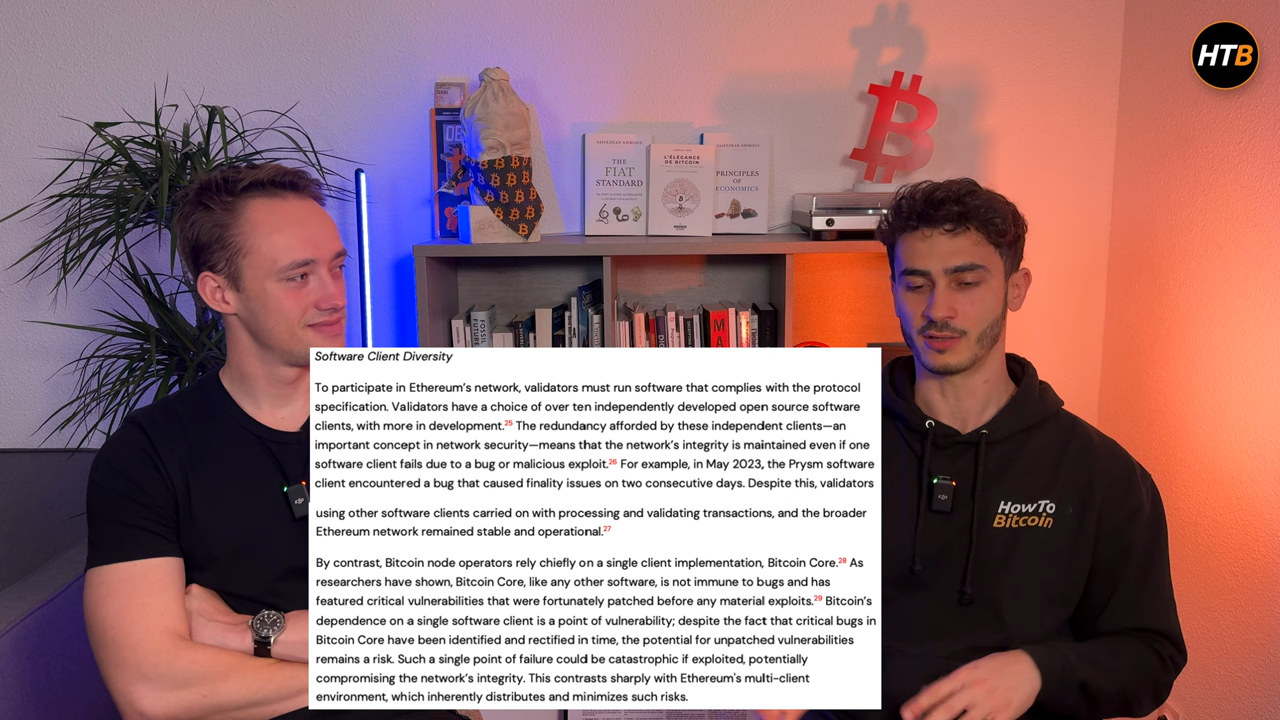 HTB
OB
SAIFEDEAN AMMOUS
THE
FIAT
STANDARD
L'ÉLÉGANCE
DE BITCOIN
SAIFEDEAN AMMOUS
PRINCIPLES
OF
ECONOMICS
FOSSIL
FUTURE
MA
HowTo
Bitcoin
Software Client Diversity
To participate in Ethereum's network, validators must run software that complies with the protocol
specification. Validators have a choice of over ten independently developed open source software
clients, with more in development.25 The redundancy afforded by these independent clients—an
important concept in network security—means that the network's integrity is maintained even if one
software client fails due to a bug or malicious exploit.26 For example, in May 2023, the Prysm software
client encountered a bug that caused finality issues on two consecutive days. Despite this, validators
using other software clients carried on with processing and validating transactions, and the broader
Ethereum network remained stable and operational.27
By contrast, Bitcoin node operators rely chiefly on a single client implementation, Bitcoin Core.28 As
researchers have shown, Bitcoin Core, like any other software, is not immune to bugs and has
featured critical vulnerabilities that were fortunately patched before any material exploits.29 Bitcoin's
dependence on a single software client is a point of vulnerability; despite the fact that critical bugs in
Bitcoin Core have been identified and rectified in time, the potential for unpatched vulnerabilities
remains a risk. Such a single point of failure could be catastrophic if exploited, potentially
compromising the network's integrity. This contrasts sharply with Ethereum's multi-client
environment, which inherently distributes and minimizes such risks.